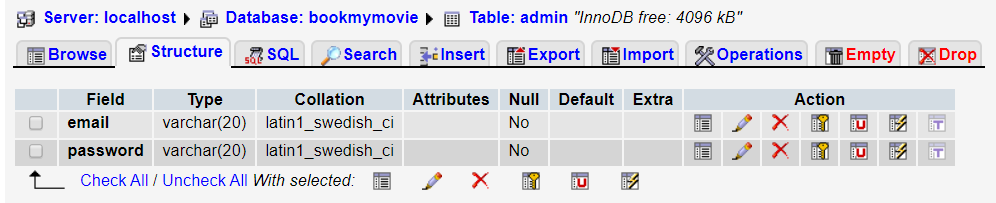 Server: localhost ▶ Database: bookmymovie ▶ Table: admin "InnoDB free: 4096 kB"
Browse Structure SQL Search Insert Export Import Operations Empty Drop
Field Type Collation Attributes Null Default Extra Action
email varchar(20) latin1_swedish_ci No
password varchar(20) latin1_swedish_ci No
Check All / Uncheck All With selected: